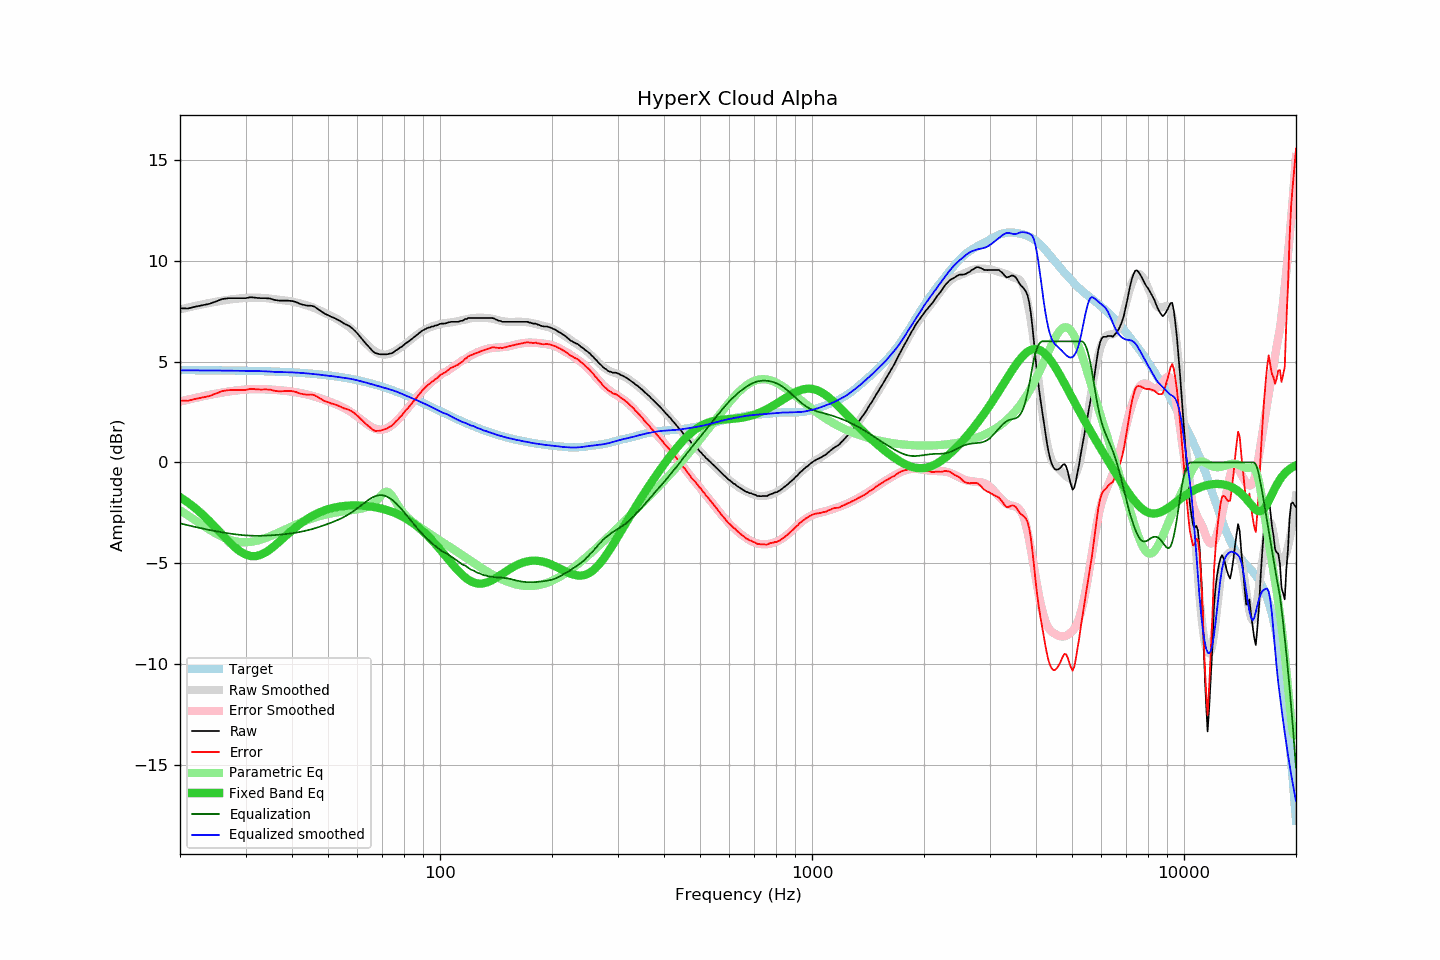 HyperX Cloud Alpha
15
10
5
0
−5
−10
−15
Amplitude (dBr)
Target
Raw Smoothed
Error Smoothed
Raw
Error
Parametric Eq
Fixed Band Eq
Equalization
Equalized smoothed
100
1000
10000
Frequency (Hz)